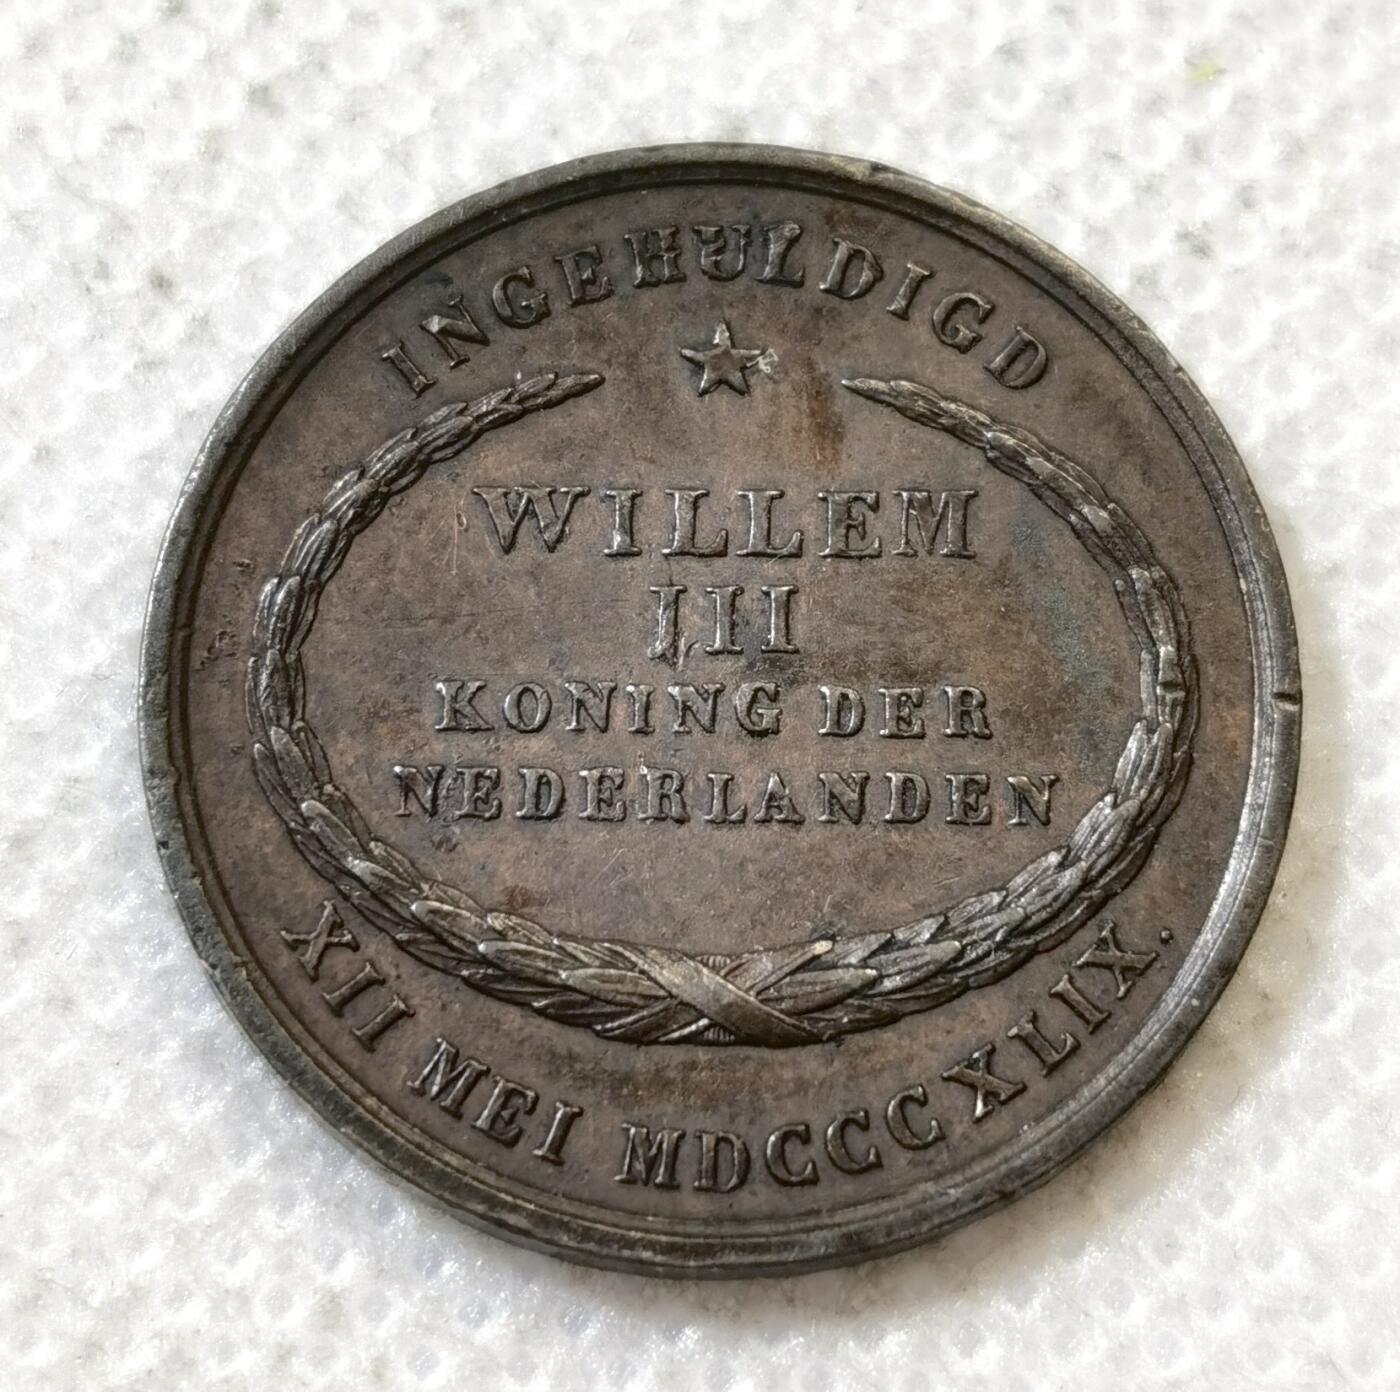 INGEHULDIGD
WILLEM
III
KONING DER
NEDERLANDEN
XII MEI MDCCCXLIX.